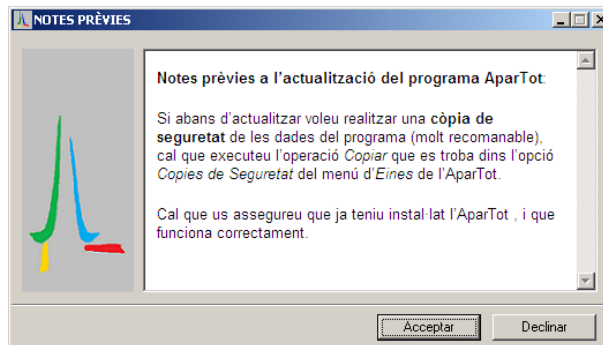 NOTES PRÈVIES
Notes prèvies a l'actualització del programa AparTot:
Si abans d'actualitzar voleu realitzar una còpia de
seguretat de les dades del programa (molt recomanable),
cal que executeu l'operació Copiar que es troba dins l'opció
Copies de Seguretat del menú d'Eines de l'AparTot.
Cal que us assegureu que ja teniu instal·lat l'AparTot , i que
funciona correctament.
Acceptar
Declinar